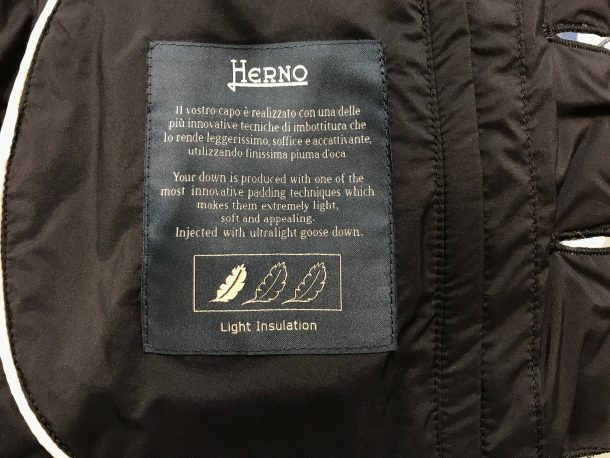 HERNO
Il vostro capo è realizzato con una delle
più innovative tecniche di imbottitura che
lo rende leggerissimo, soffice e accattivante,
utilizzando finissima piuma d'oca.
Your down is produced with one of the
most innovative padding techniques which
makes them extremely light,
soft and appealing.
Injected with ultralight goose down.
Light Insulation